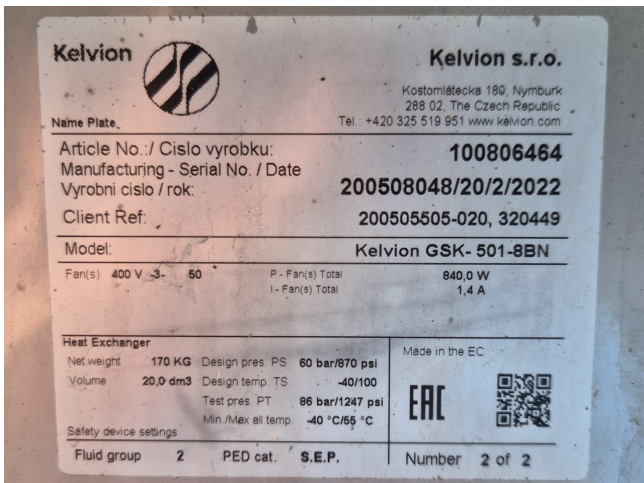 Kelvion
Kelvion s.r.o.
Kostomlátecka 180, Nymburk
288 02, The Czech Republic
Name Plate
Tel.: +420 325 519 951 www.kelvion.com
Article No.:/ Cislo vyrobku: 100806464
Manufacturing - Serial No. / Date
Vyrobni cislo / rok: 200508048/20/2/2022
Client Ref: 200505505-020, 320449
Model: Kelvion GSK- 501-8BN
Fan(s): 400 V -3- 50 P - Fan(s) Total 840,0 W
I - Fan(s) Total 1,4 A
Heat Exchanger
Net weight 170 KG Design pres. PS 60 bar/870 psi
Made in the EC
Volume 20,0 dm3 Design temp. TS -40/100
Test pres. PT 86 bar/1247 psi
EAC
Min./Max all temp. -40 °C/55 °C
Safety device settings
Fluid group 2 PED cat. S.E.P. Number 2 of 2